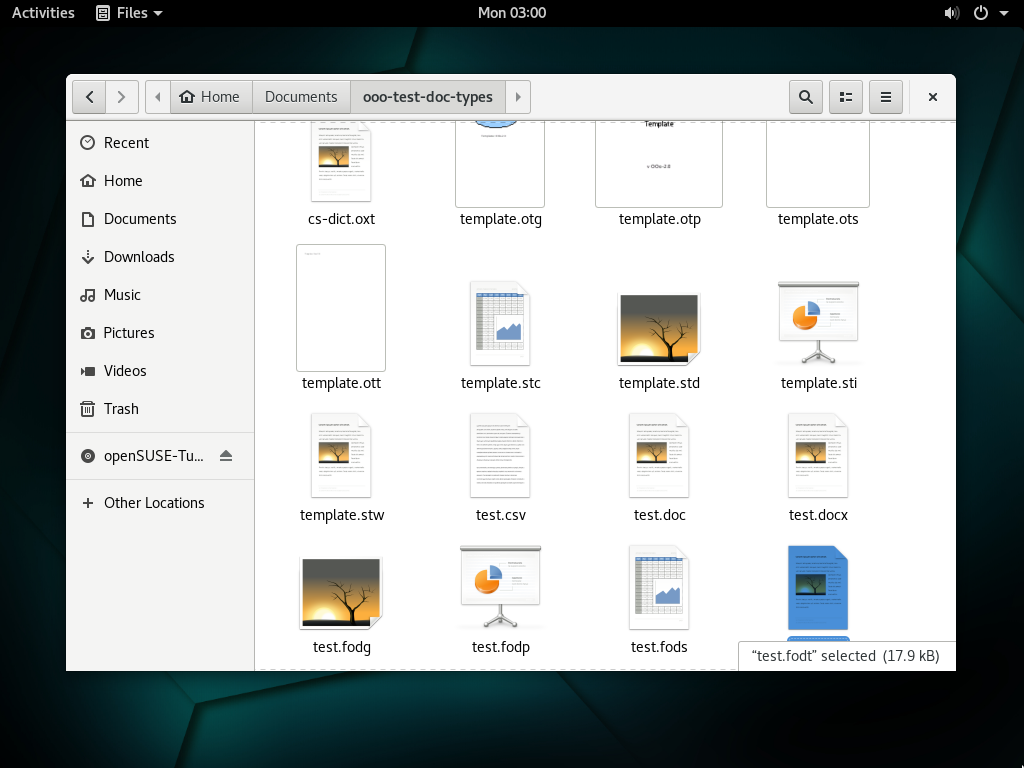 Activities Files Mon 03:00
Home Documents ooo-test-doc-types
Recent
Home
Documents
Downloads
Music
Pictures
Videos
Trash
openSUSE-Tu...
Other Locations
Template
v OOo-2.0
cs-dict.oxt template.otg template.otp template.ots
template.ott template.stc template.std template.sti
template.stw test.csv test.doc test.docx
test.fodg test.fodp test.fods
“test.fodt” selected (17.9 kB)